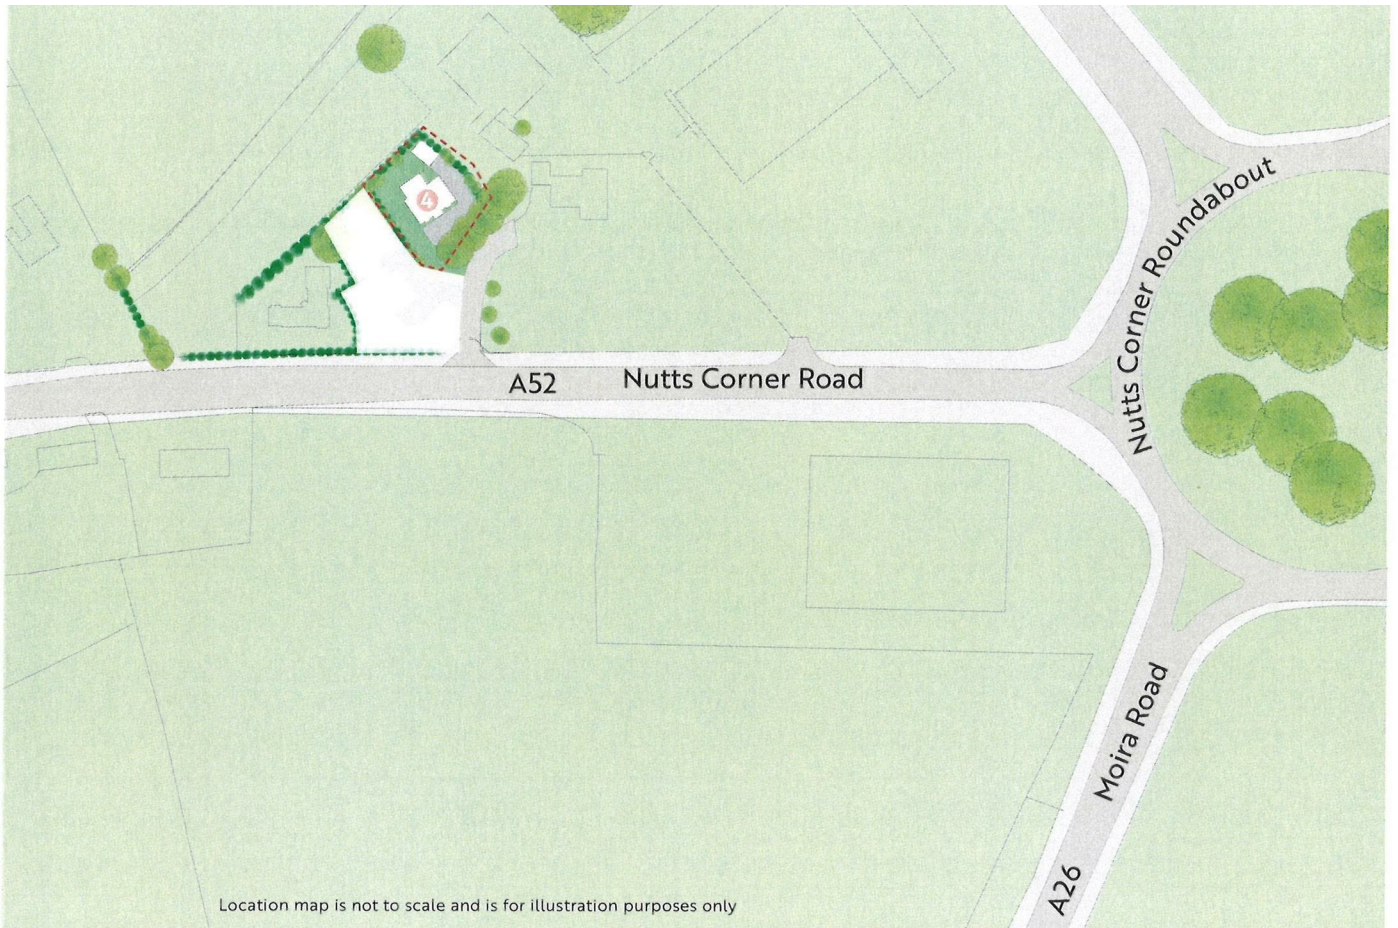 4
A52 Nutts Corner Road
Nutts Corner Roundabout
Moira Road
A26
Location map is not to scale and is for illustration purposes only